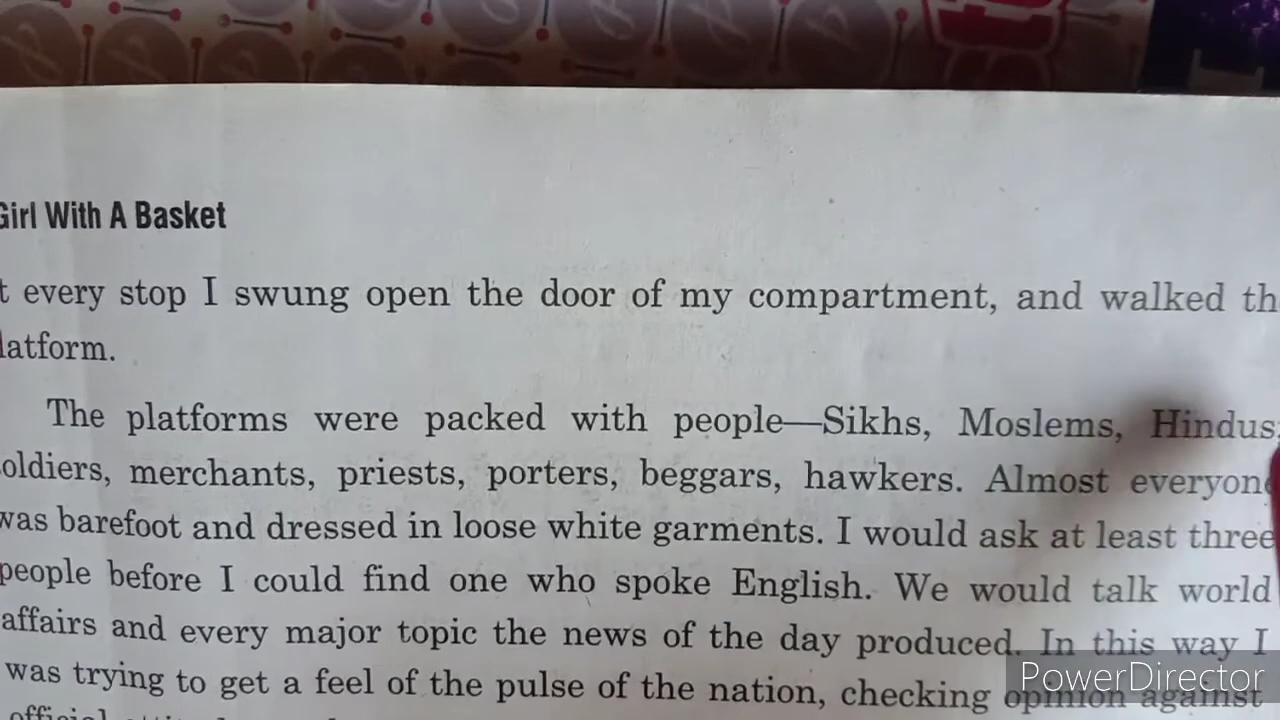 Girl With A Basket
t every stop I swung open the door of my compartment, and walked th
latform.
The platforms were packed with people—Sikhs, Moslems, Hindus,
oldiers, merchants, priests, porters, beggars, hawkers. Almost everyone
was barefoot and dressed in loose white garments. I would ask at least three
people before I could find one who spoke English. We would talk world
affairs and every major topic the news of the day produced. In this way I
was trying to get a feel of the pulse of the nation, checking opinion against
official
PowerDirector